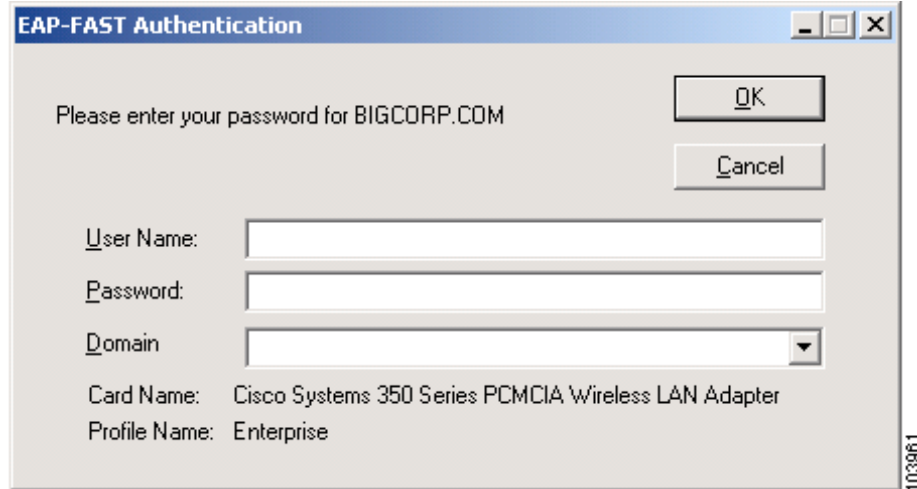 EAP-FAST Authentication
Please enter your password for BIGCORP.COM
OK
Cancel
User Name:
Password:
Domain
Card Name: Cisco Systems 350 Series PCMCIA Wireless LAN Adapter
Profile Name: Enterprise
103961